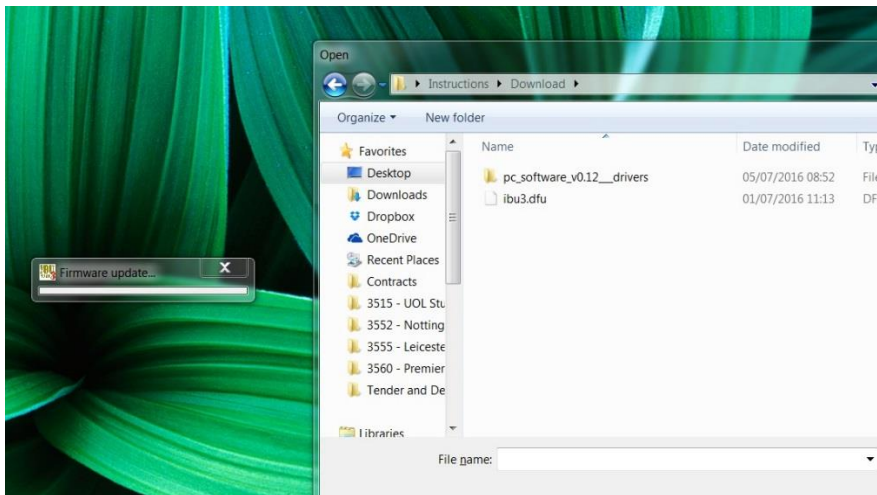 Open
Instructions ▸ Download ▸
Organize ▾ New folder
Name Date modified
Favorites
Desktop
Downloads
Dropbox
OneDrive
Recent Places
Contracts
3515 - UOL Stu
3552 - Notting
3555 - Leiceste
3560 - Premier
Tender and De
Libraries
pc_software_v0.12__drivers 05/07/2016 08:52 File
ibu3.dfu 01/07/2016 11:13 DF
Firmware update...
File name: